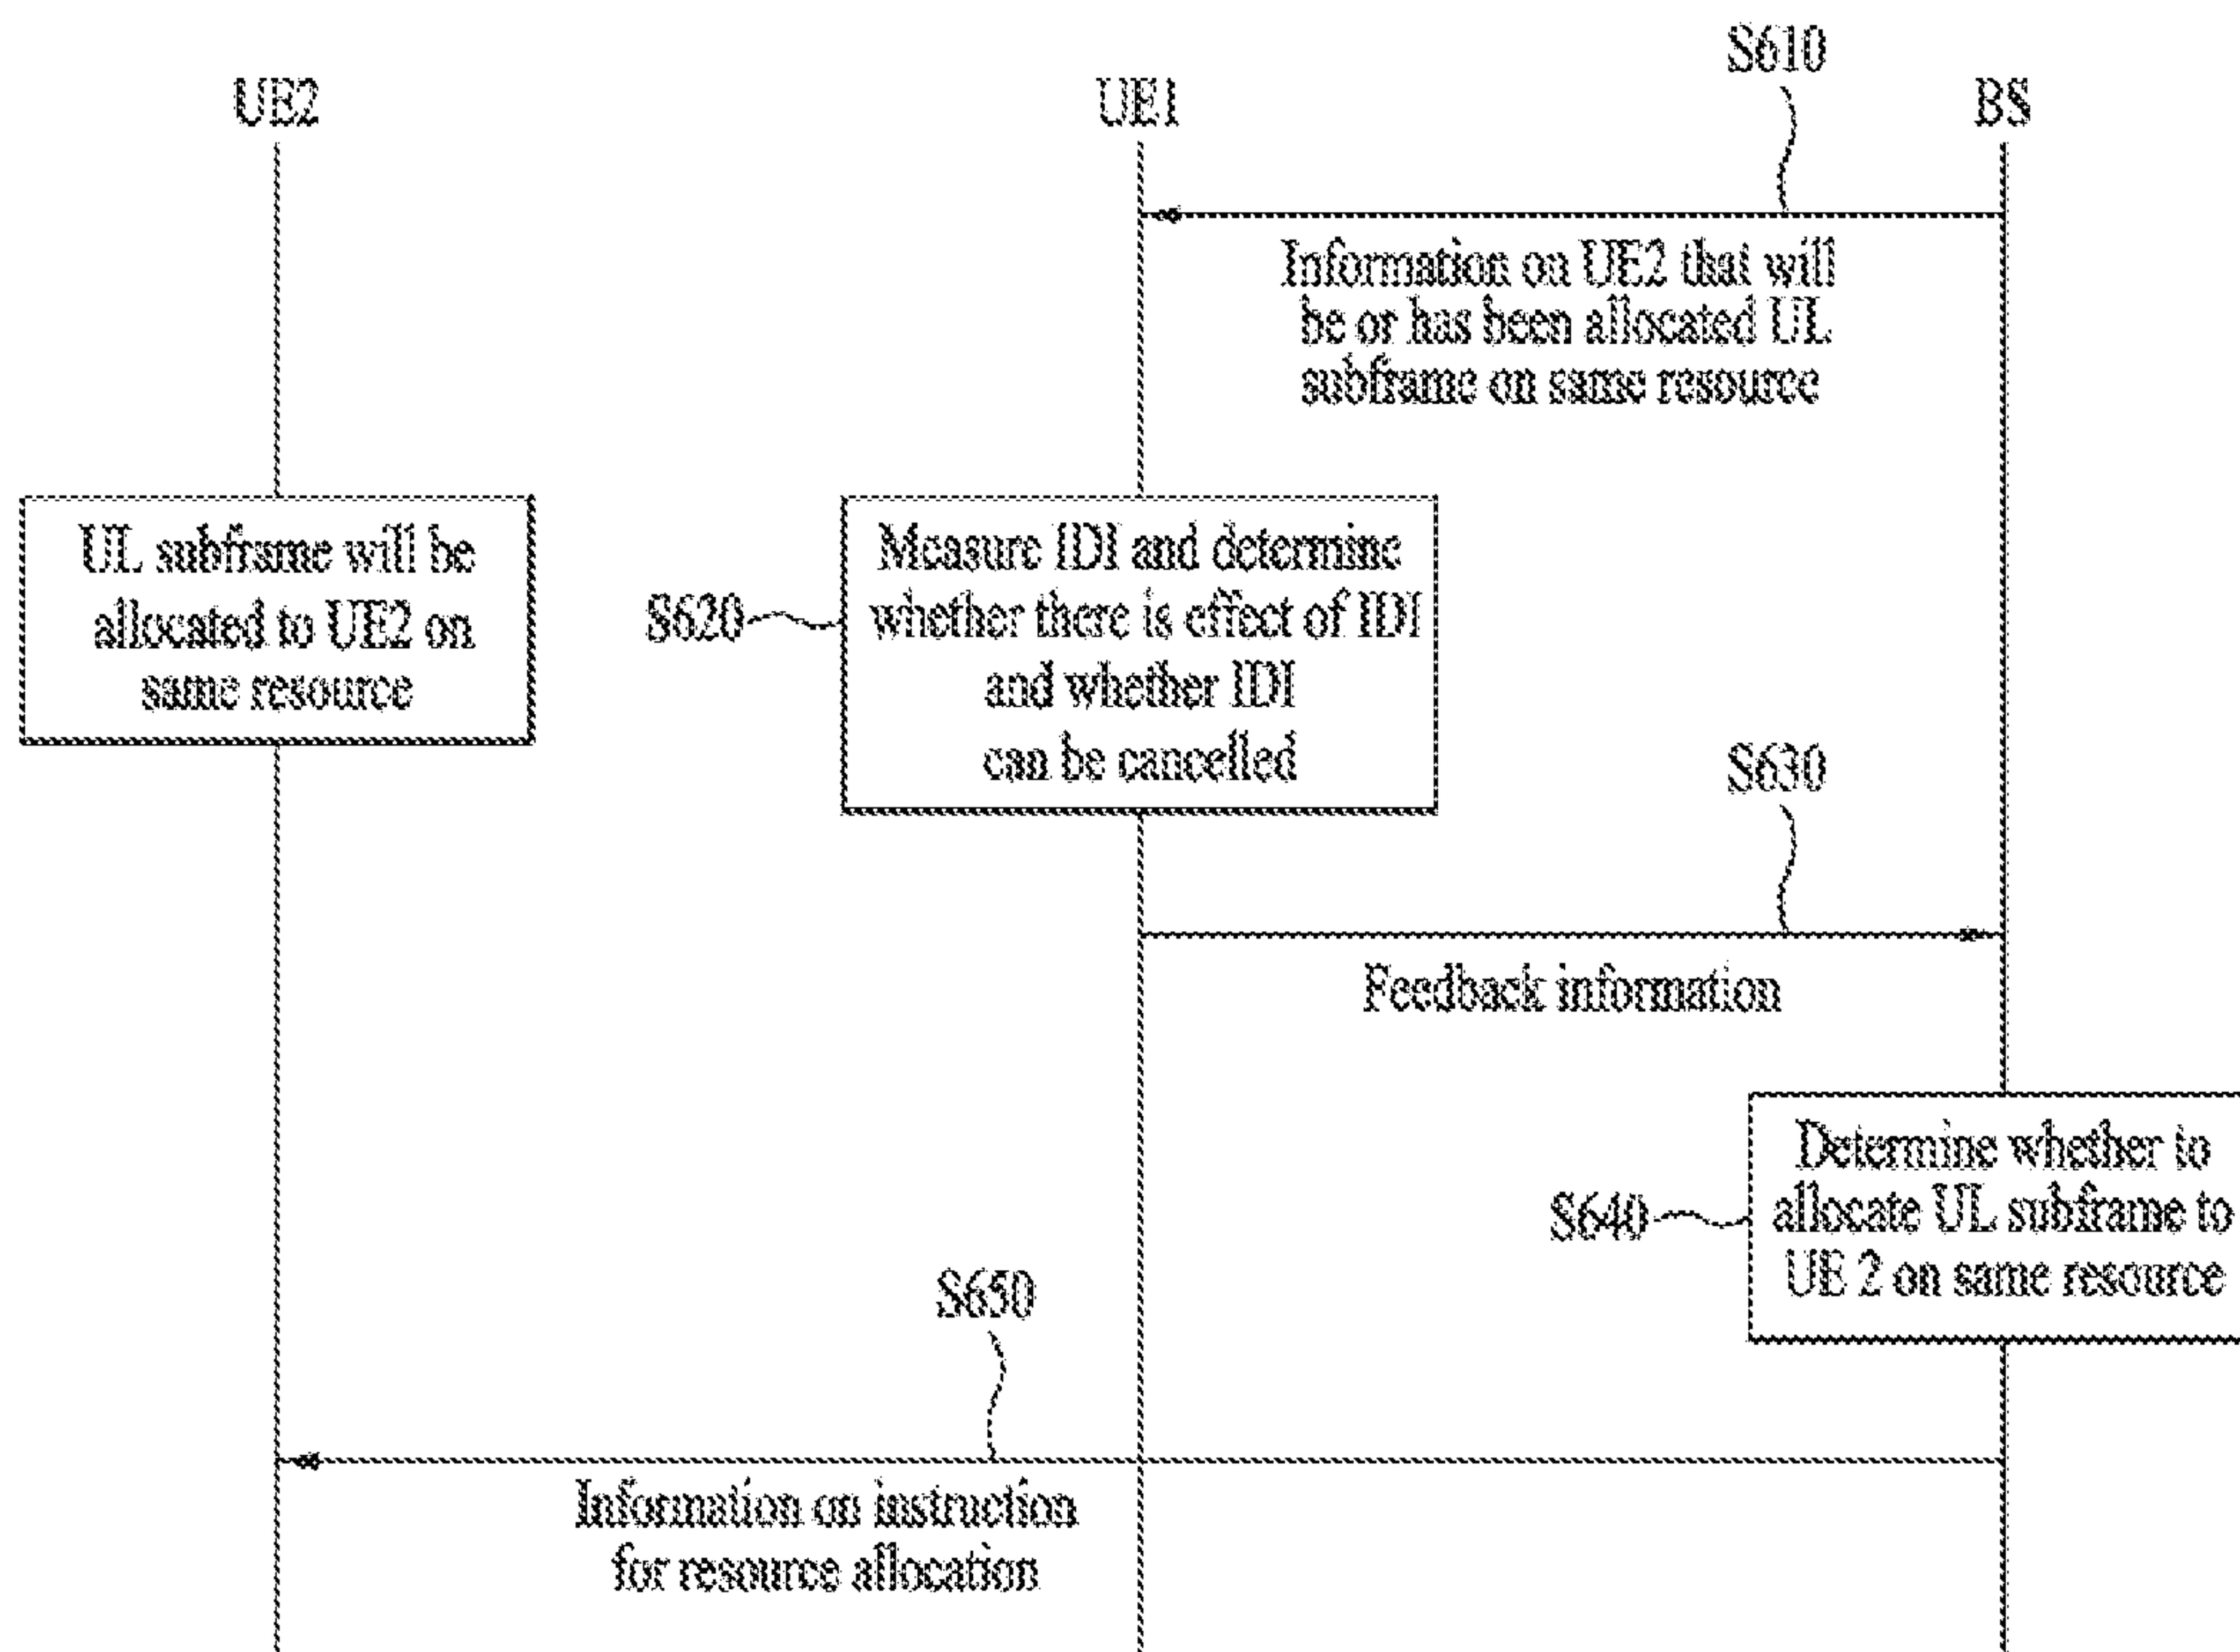 S610
UE2
UE1
BS
Information on UE2 that will
be or has been allocated UL
subframe on same resource
UL subframe will be
allocated to UE2 on
same resource
S620
Measure IDI and determine
whether there is effect of IDI
and whether IDI
can be cancelled
S630
Feedback information
S640
Determine whether to
allocate UL subframe to
UE 2 on same resource
S650
Information on instruction
for resource allocation